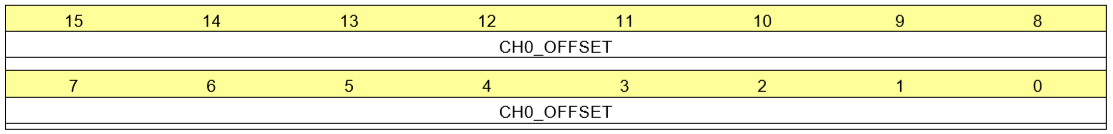 15 14 13 12 11 10 9 8
CH0_OFFSET
7 6 5 4 3 2 1 0
CH0_OFFSET